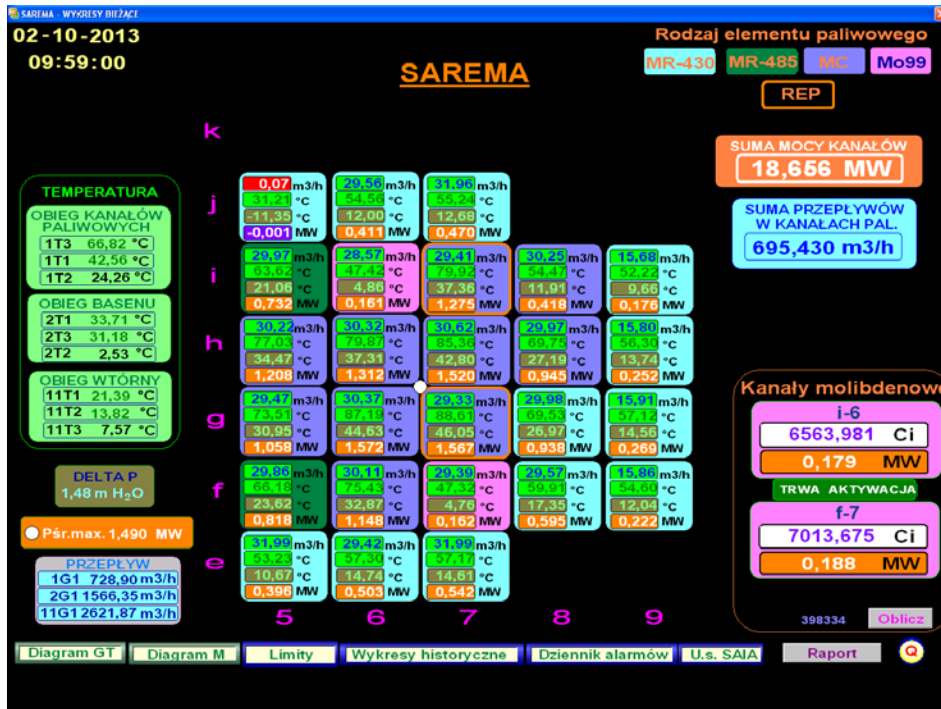 SAREMA - WYKRESY BIEŻĄCE
02-10-2013
09:59:00
SAREMA
Rodzaj elementu paliwowego
MR-430 MR-485 MC Mo99
REP
SUMA MOCY KANAŁÓW
18,656 MW
SUMA PRZEPŁYWÓW
W KANAŁACH PAL.
695,430 m3/h
TEMPERATURA
OBIEG KANAŁÓW
PALIWOWYCH
1T3 66,82 °C
1T1 42,56 °C
1T2 24,26 °C
OBIEG BASENU
2T1 33,71 °C
2T3 31,18 °C
2T2 2,53 °C
OBIEG WTÓRNY
11T1 21,39 °C
11T2 13,82 °C
11T3 7,57 °C
DELTA P
1,48 m H₂O
Pśr.max. 1,490 MW
PRZEPŁYW
1G1 728,90 m3/h
2G1 1566,35 m3/h
11G1 2621,87 m3/h
k
j
0,07 m3/h 29,56 m3/h 31,96 m3/h
31,21 °C 54,56 °C 55,24 °C
-11,35 °C 12,00 °C 12,68 °C
-0,001 MW 0,411 MW 0,470 MW
i
29,97 m3/h 28,57 m3/h 29,41 m3/h 30,25 m3/h 15,68 m3/h
63,62 °C 47,42 °C 79,92 °C 54,47 °C 52,22 °C
21,06 °C 4,86 °C 37,36 °C 11,91 °C 9,66 °C
0,732 MW 0,161 MW 1,275 MW 0,418 MW 0,176 MW
h
30,22 m3/h 30,32 m3/h 30,62 m3/h 29,97 m3/h 15,80 m3/h
77,03 °C 79,87 °C 85,36 °C 69,75 °C 56,30 °C
34,47 °C 37,31 °C 42,80 °C 27,19 °C 13,74 °C
1,208 MW 1,312 MW 1,520 MW 0,945 MW 0,252 MW
g
29,47 m3/h 30,37 m3/h 29,33 m3/h 29,98 m3/h 15,91 m3/h
73,51 °C 87,19 °C 88,61 °C 69,53 °C 57,12 °C
30,95 °C 44,63 °C 46,05 °C 26,97 °C 14,56 °C
1,058 MW 1,572 MW 1,567 MW 0,938 MW 0,269 MW
f
29,86 m3/h 30,11 m3/h 29,39 m3/h 29,57 m3/h 15,86 m3/h
66,18 °C 75,43 °C 47,32 °C 59,91 °C 54,60 °C
23,62 °C 32,87 °C 4,76 °C 17,35 °C 12,04 °C
0,818 MW 1,148 MW 0,162 MW 0,595 MW 0,222 MW
e
31,99 m3/h 29,42 m3/h 31,99 m3/h
53,23 °C 57,30 °C 57,17 °C
10,67 °C 14,74 °C 14,61 °C
0,396 MW 0,503 MW 0,542 MW
5 6 7 8 9
Kanały molibdenowe
i-6
6563,981 Ci
0,179 MW
TRWA AKTYWACJA
f-7
7013,675 Ci
0,188 MW
398334 Oblicz
Diagram GT Diagram M Limity Wykresy historyczne Dziennik alarmów U.s. SAIA Raport Q